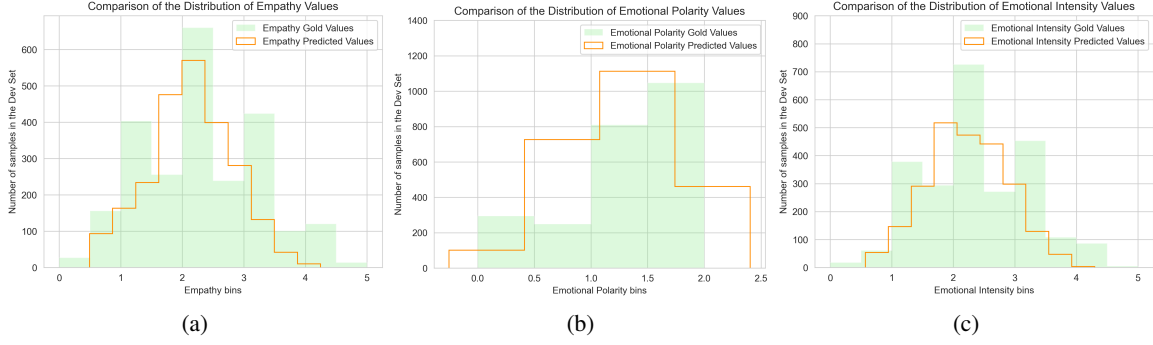 Comparison of the Distribution of Empathy Values
Empathy Gold Values
Empathy Predicted Values
Number of samples in the Dev Set
600
500
400
300
200
100
0
0 1 2 3 4 5
Empathy bins
(a)
Comparison of the Distribution of Emotional Polarity Values
Emotional Polarity Gold Values
Emotional Polarity Predicted Values
Number of samples in the Dev Set
1400
1200
1000
800
600
400
200
0
0.0 0.5 1.0 1.5 2.0 2.5
Emotional Polarity bins
(b)
Comparison of the Distribution of Emotional Intensity Values
Emotional Intensity Gold Values
Emotional Intensity Predicted Values
Number of samples in the Dev Set
900
800
700
600
500
400
300
200
100
0
0 1 2 3 4 5
Emotional Intensity bins
(c)